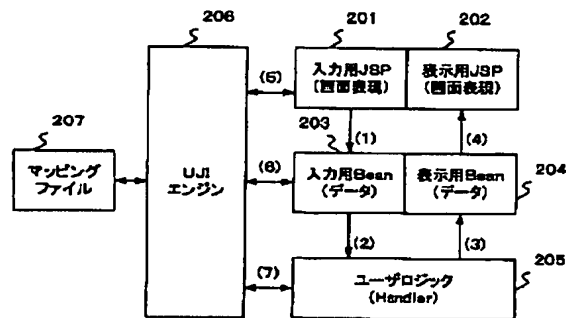 206
201
202
入力用JSP
(画面表現)
表示用JSP
(画面表現)
(5)
207
203
(1)
(4)
マッピング
ファイル
UJI
エンジン
(6)
入力用Bean
(データ)
表示用Bean
(データ)
204
(2)
(3)
205
(7)
ユーザロジック
(Handler)